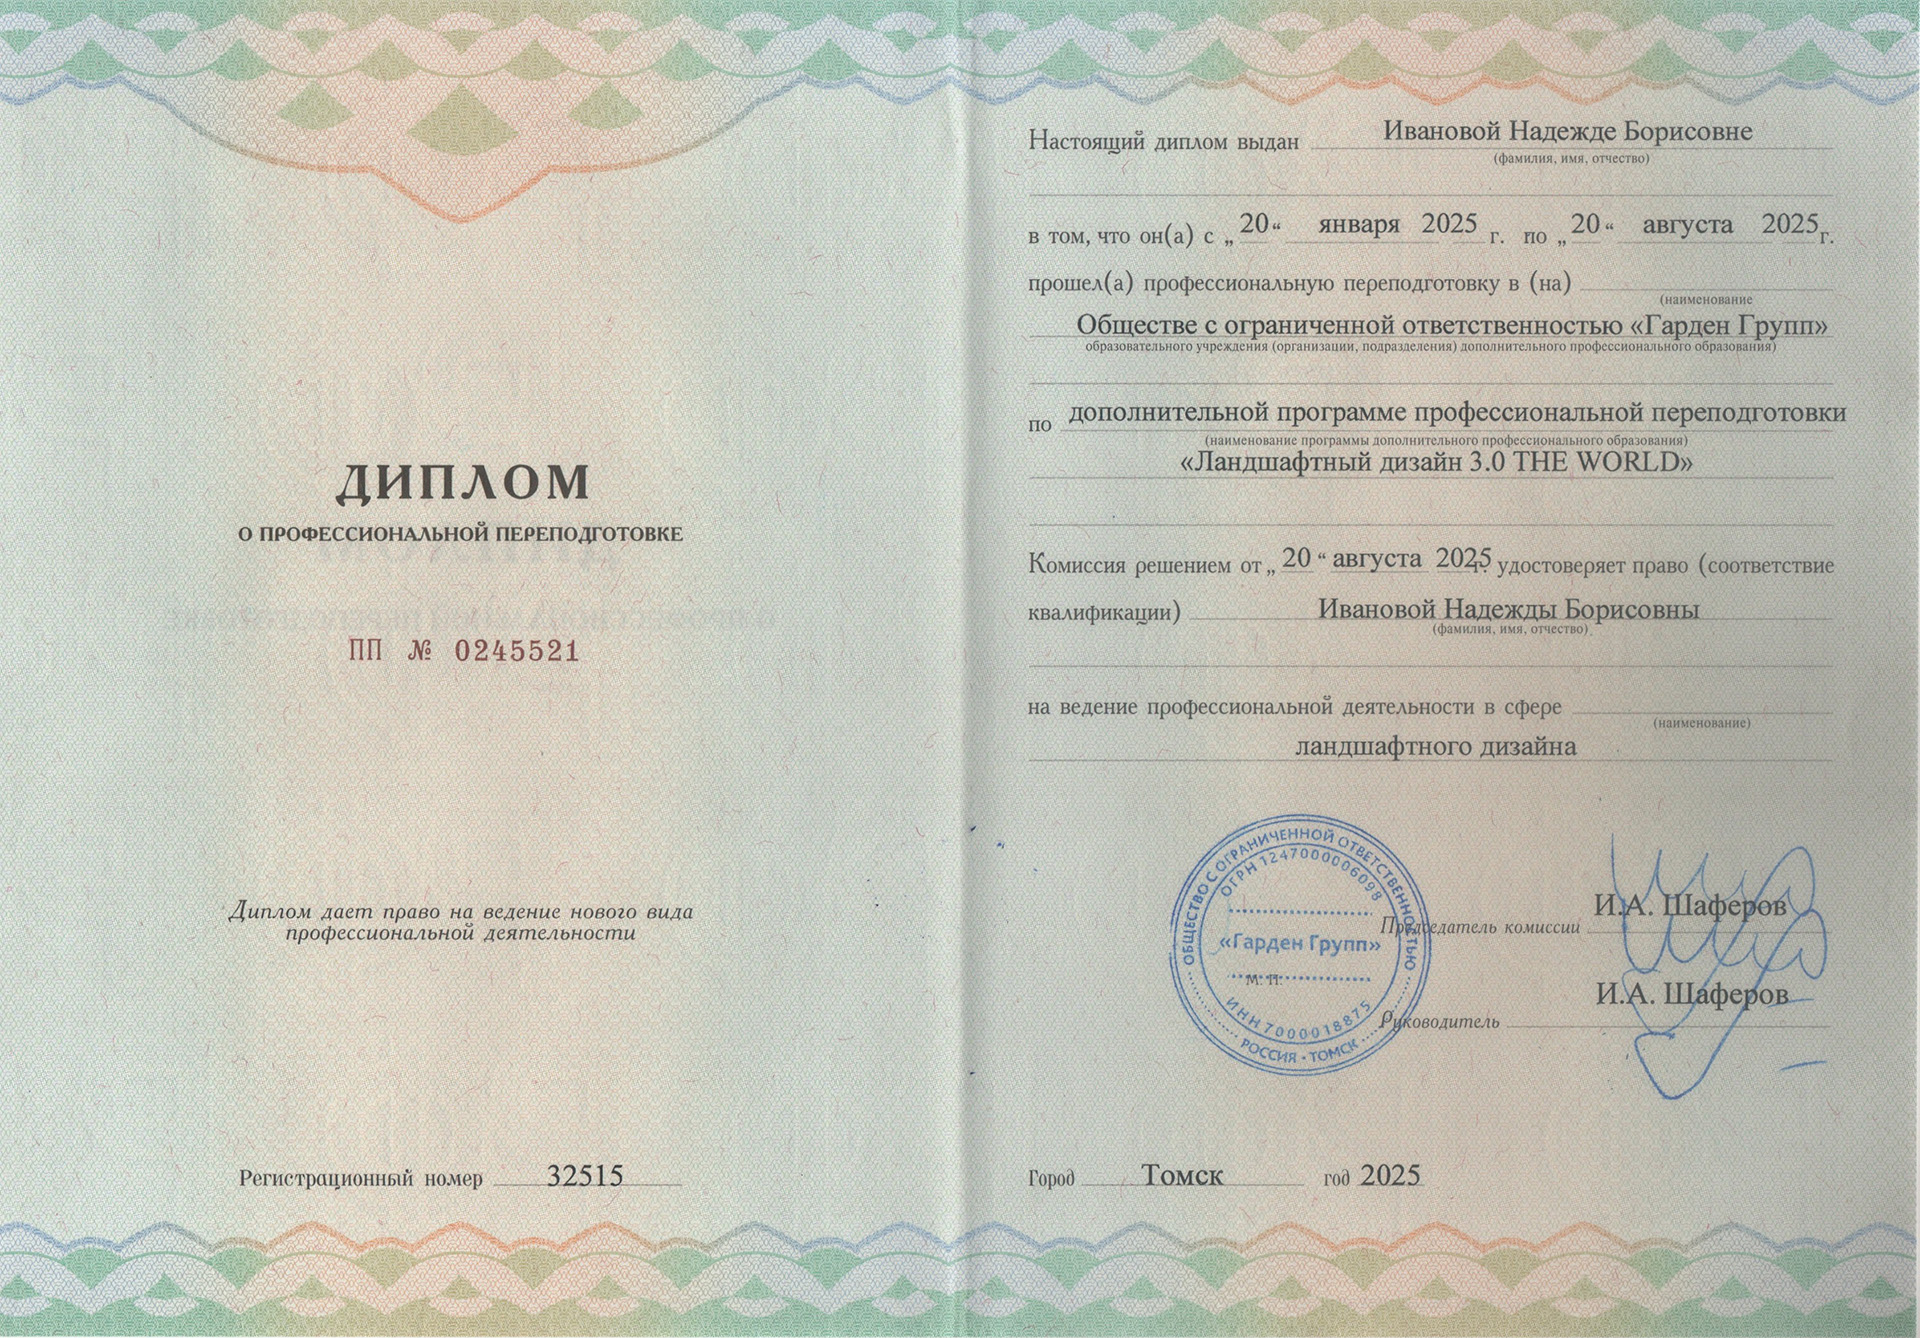 ДИПЛОМ
О ПРОФЕССИОНАЛЬНОЙ ПЕРЕПОДГОТОВКЕ
ПП № 0245521
Диплом дает право на ведение нового вида
профессиональной деятельности
Регистрационный номер 32515
Настоящий диплом выдан Ивановой Надежде Борисовне
(фамилия, имя, отчество)
в том, что он(а) с „20“ января 2025 г. по „20“ августа 2025г.
прошел(а) профессиональную переподготовку в (на)
(наименование
Обществе с ограниченной ответственностью «Гарден Групп»
образовательного учреждения (организации, подразделения) дополнительного профессионального образования)
по дополнительной программе профессиональной переподготовки
(наименование программы дополнительного профессионального образования)
«Ландшафтный дизайн 3.0 THE WORLD»
Комиссия решением от „20“ августа 2025г. удостоверяет право (соответствие
квалификации) Ивановой Надежды Борисовны
(фамилия, имя, отчество)
на ведение профессиональной деятельности в сфере
(наименование)
ландшафтного дизайна
ОБЩЕСТВО С ОГРАНИЧЕННОЙ ОТВЕТСТВЕННОСТЬЮ
ОГРН 1247000006098
«Гарден Групп»
М. П.
ИНН 7000018875
РОССИЯ • ТОМСК
Председатель комиссии И.А. Шаферов
Руководитель И.А. Шаферов
Город Томск год 2025